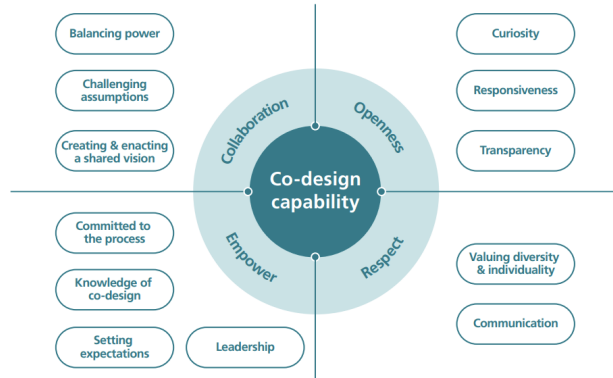 Balancing power
Challenging
assumptions
Creating & enacting
a shared vision
Curiosity
Responsiveness
Transparency
Collaboration
Openness
Co-design
capability
Empower
Respect
Committed to
the process
Knowledge of
co-design
Setting
expectations
Leadership
Valuing diversity
& individuality
Communication